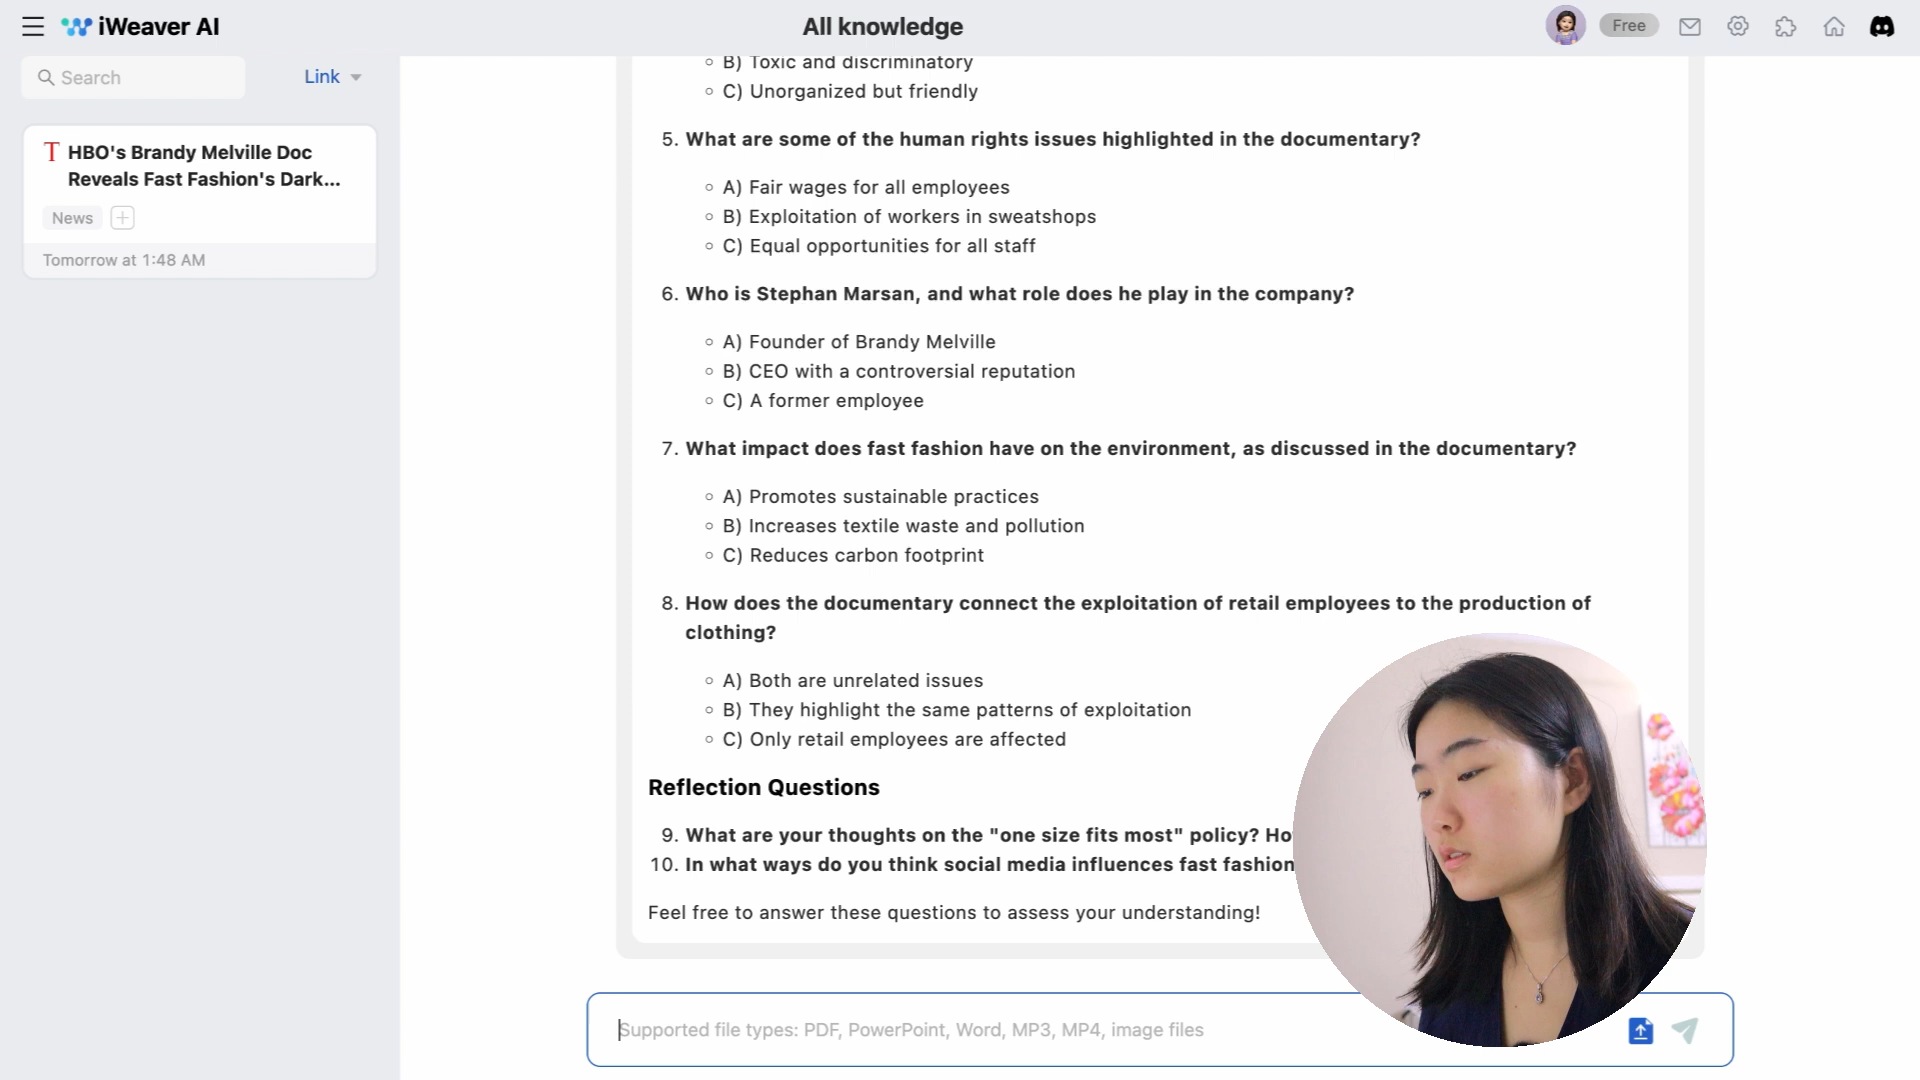 iWeaver AI
All knowledge
Free
Search
Link
T HBO's Brandy Melville Doc
Reveals Fast Fashion's Dark...
News
Tomorrow at 1:48 AM
B) Toxic and discriminatory
C) Unorganized but friendly
5. What are some of the human rights issues highlighted in the documentary?
A) Fair wages for all employees
B) Exploitation of workers in sweatshops
C) Equal opportunities for all staff
6. Who is Stephan Marsan, and what role does he play in the company?
A) Founder of Brandy Melville
B) CEO with a controversial reputation
C) A former employee
7. What impact does fast fashion have on the environment, as discussed in the documentary?
A) Promotes sustainable practices
B) Increases textile waste and pollution
C) Reduces carbon footprint
8. How does the documentary connect the exploitation of retail employees to the production of
clothing?
A) Both are unrelated issues
B) They highlight the same patterns of exploitation
C) Only retail employees are affected
Reflection Questions
9. What are your thoughts on the "one size fits most" policy?
10. In what ways do you think social media influences fast fashion
Feel free to answer these questions to assess your understanding!
Supported file types: PDF, PowerPoint, Word, MP3, MP4, image files